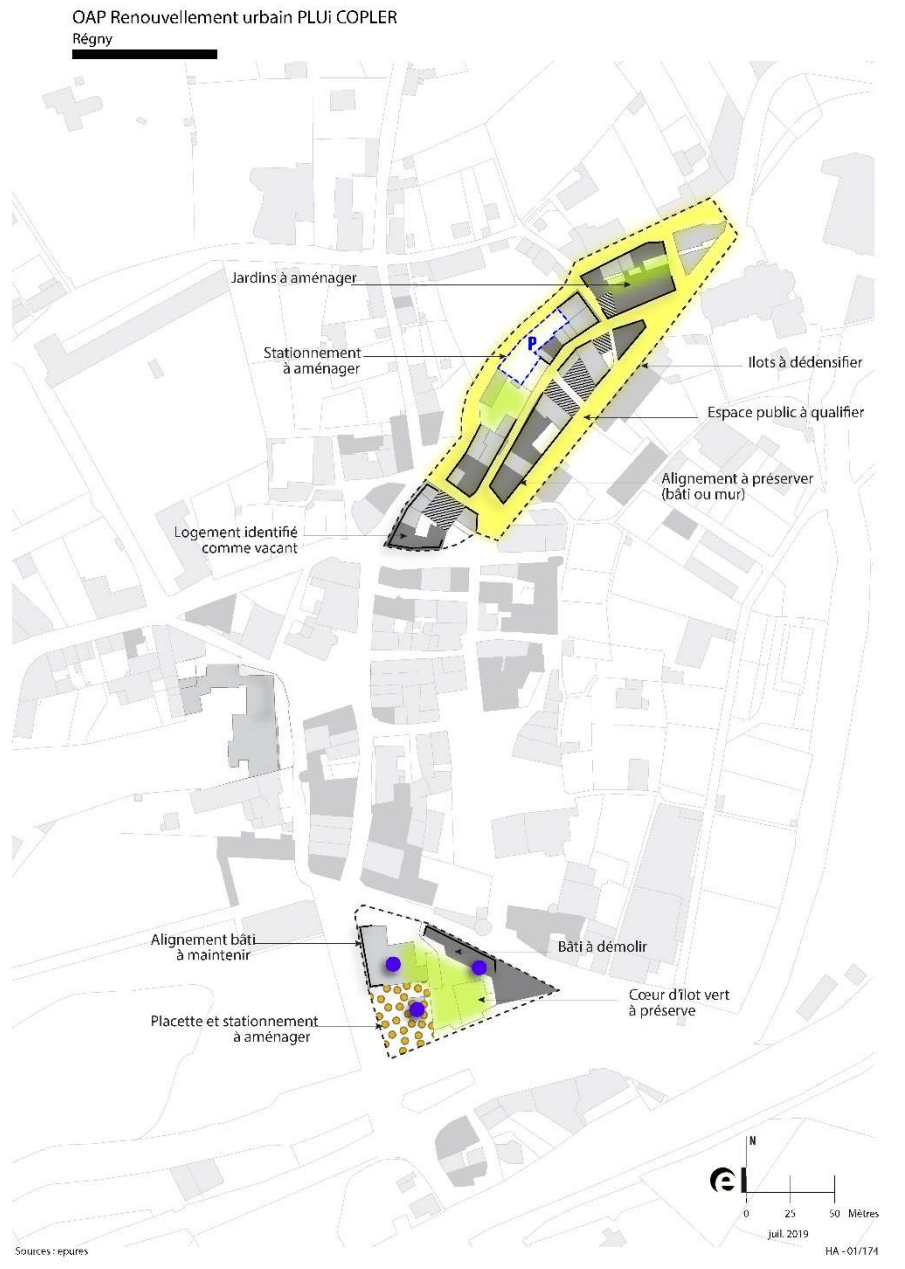 OAP Renouvellement urbain PLUi COPLER
Régny
Jardins à aménager
Stationnement
à aménager
P
Ilots à dédensifier
Espace public à qualifier
Alignement à préserver
(bâti ou mur)
Logement identifié
comme vacant
Alignement bâti
à maintenir
Bâti à démolir
Cœur d'ilot vert
à préserve
Placette et stationnement
à aménager
N
e
0 25 50 Mètres
juil. 2019
Sources : epures
HA - 01/174